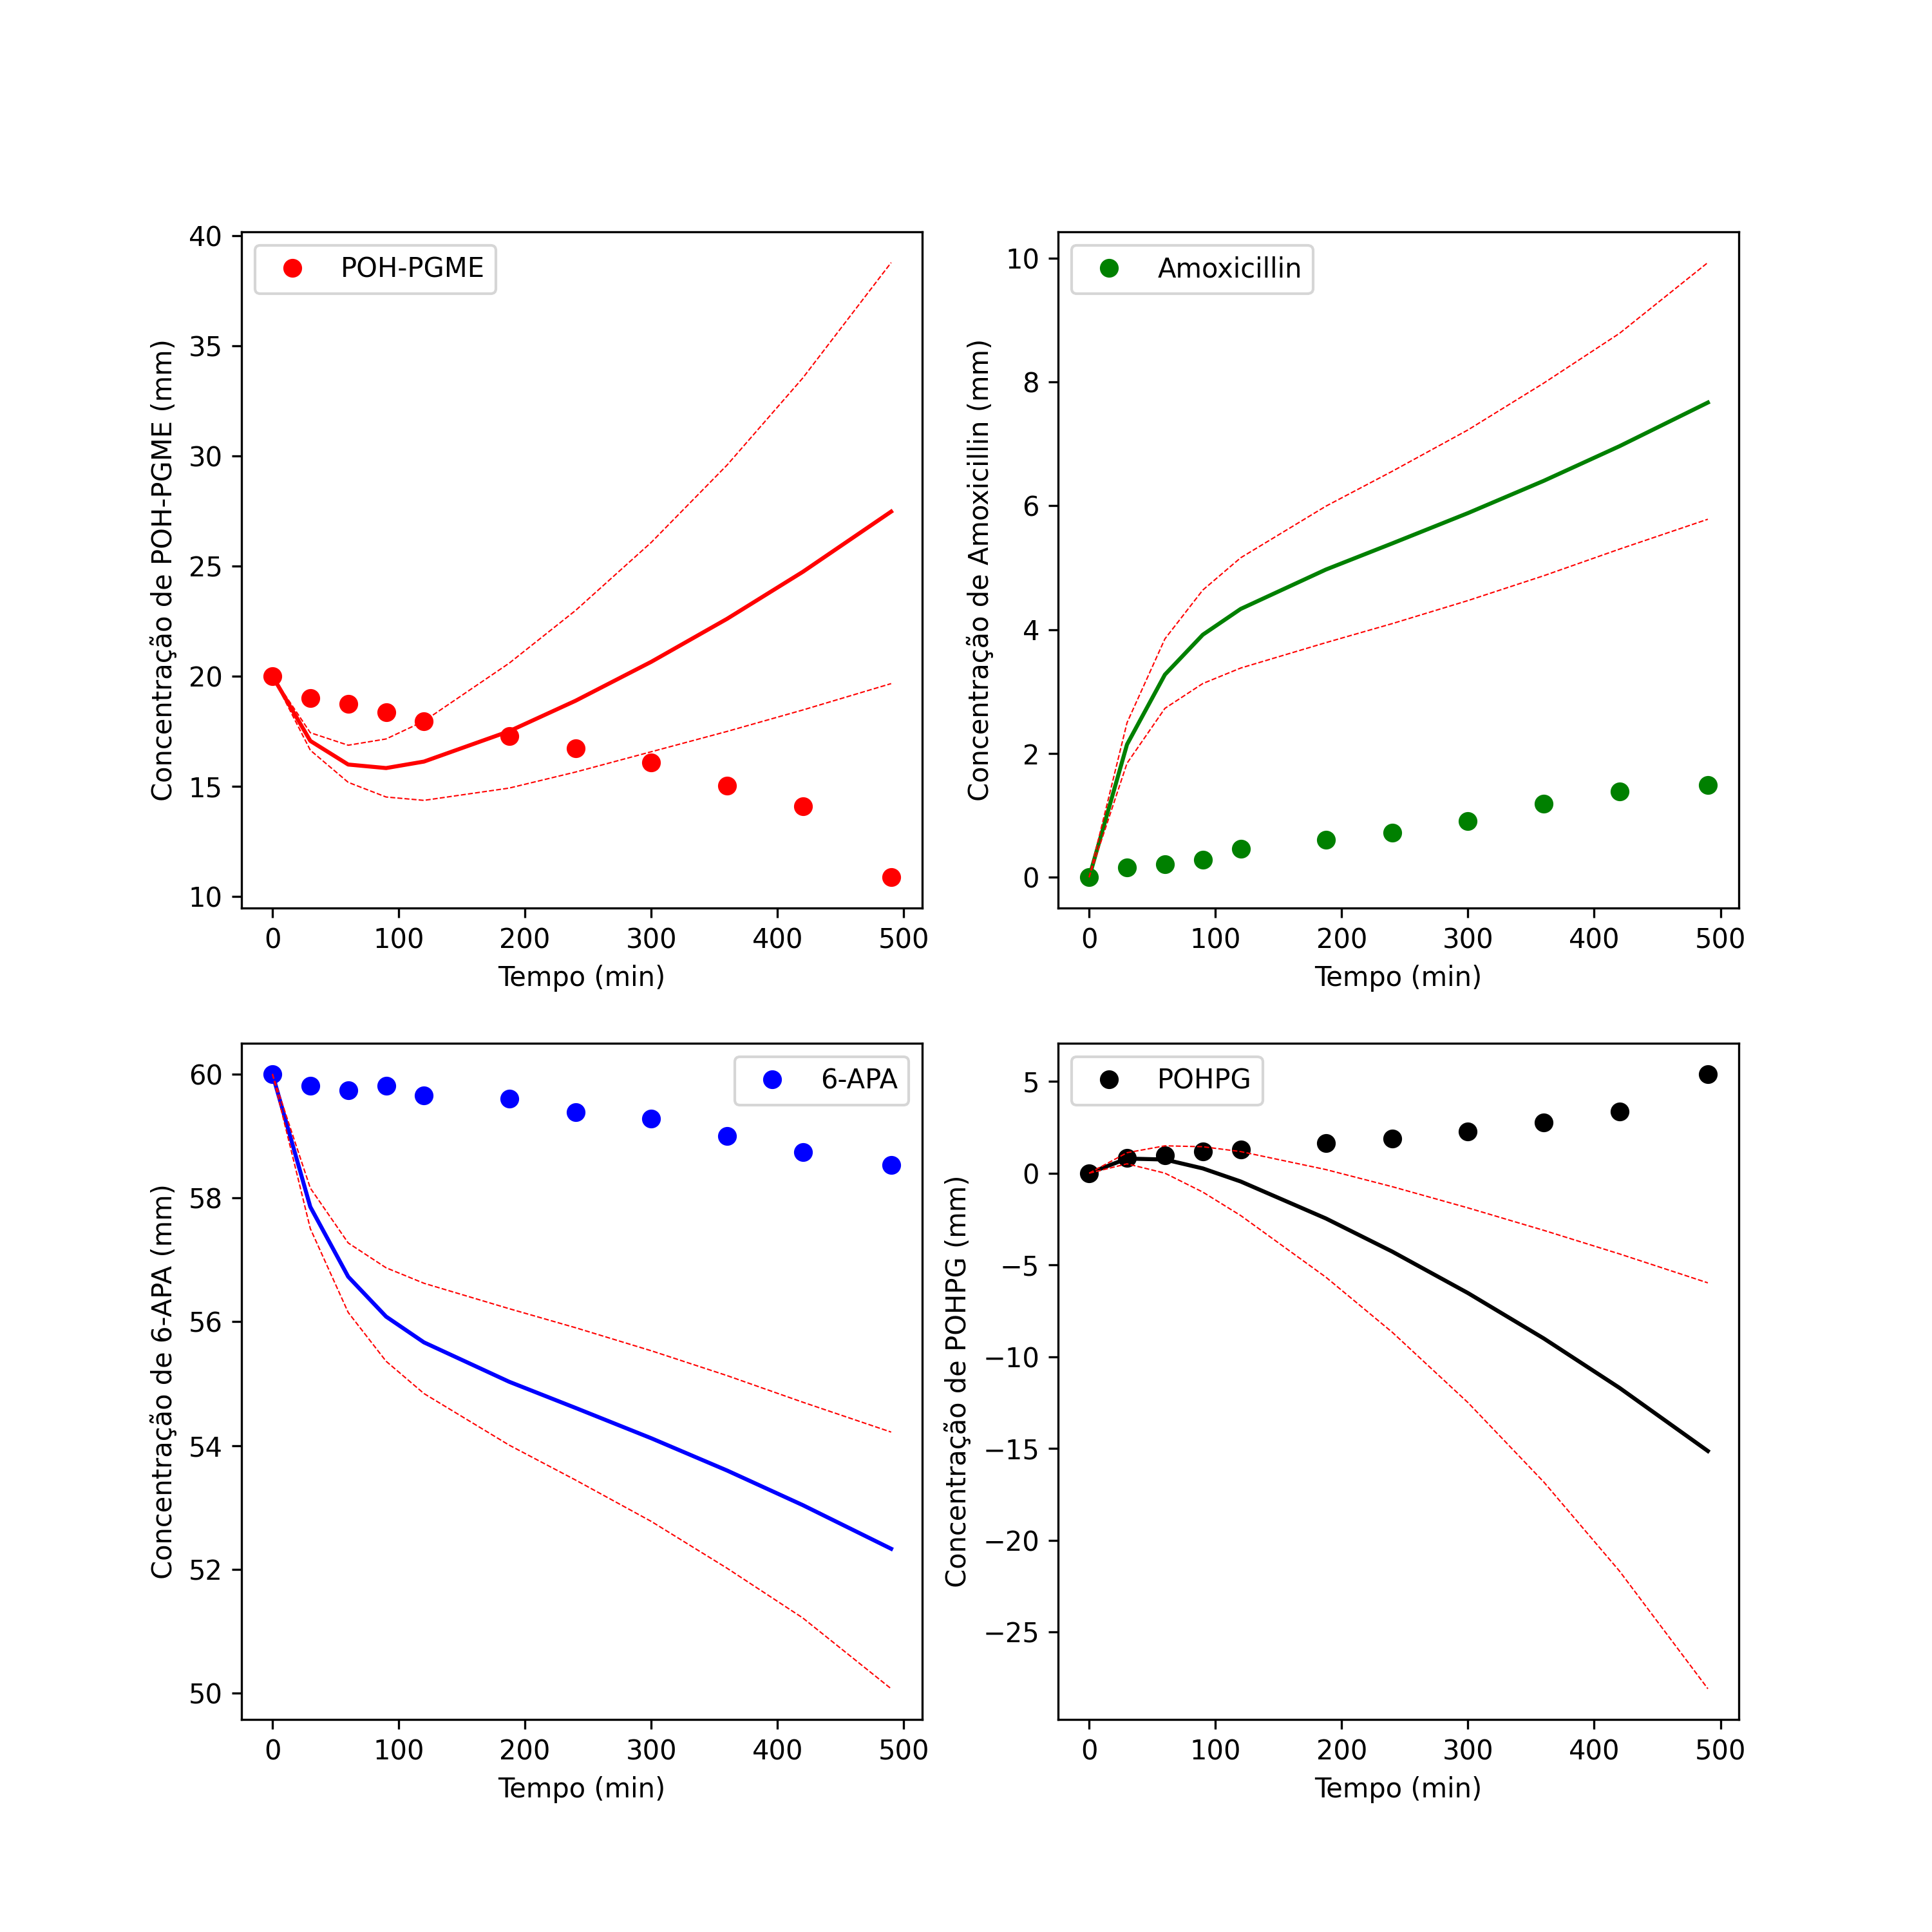 40
35
30
25
20
15
10
Concentração de POH-PGME (mm)
POH-PGME
0 100 200 300 400 500
Tempo (min)
10
8
6
4
2
0
Concentração de Amoxicillin (mm)
Amoxicillin
0 100 200 300 400 500
Tempo (min)
60
58
56
54
52
50
Concentração de 6-APA (mm)
6-APA
0 100 200 300 400 500
Tempo (min)
5
0
−5
−10
−15
−20
−25
Concentração de POHPG (mm)
POHPG
0 100 200 300 400 500
Tempo (min)